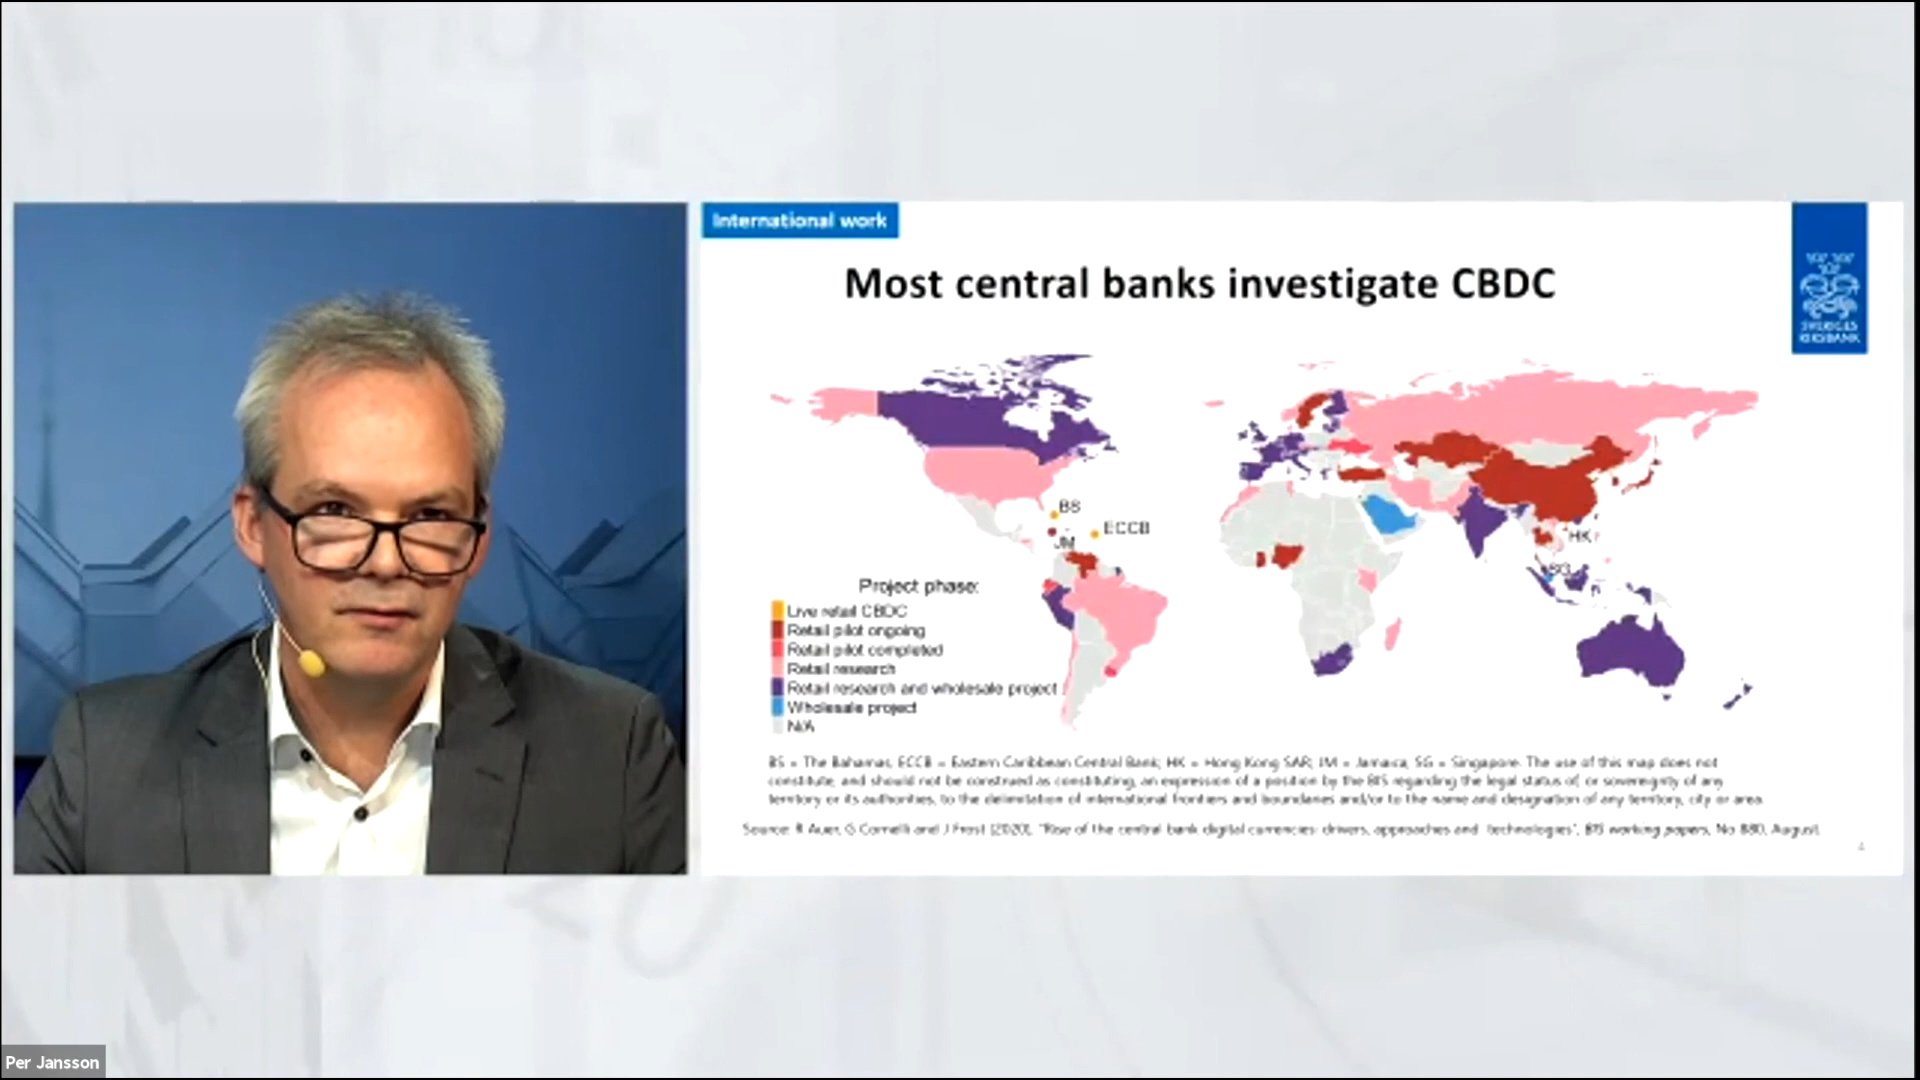 International work
Most central banks investigate CBDC
SVERIGES
RIKSBANK
BS
ECCB
JM
HK
SG
Project phase:
Live retail CBDC
Retail pilot ongoing
Retail pilot completed
Retail research
Retail research and wholesale project
Wholesale project
N/A
BS = The Bahamas; ECCB = Eastern Caribbean Central Bank; HK = Hong Kong SAR; JM = Jamaica; SG = Singapore. The use of this map does not
constitute, and should not be construed as constituting, an expression of a position by the BIS regarding the legal status of, or sovereignty of any
territory or its authorities, to the delimitation of international frontiers and boundaries and/or to the name and designation of any territory, city or area.
Source: R Auer, G Cornelli and J Frost (2020), "Rise of the central bank digital currencies: drivers, approaches and technologies", BIS working papers, No 880, August.
4
Per Jansson